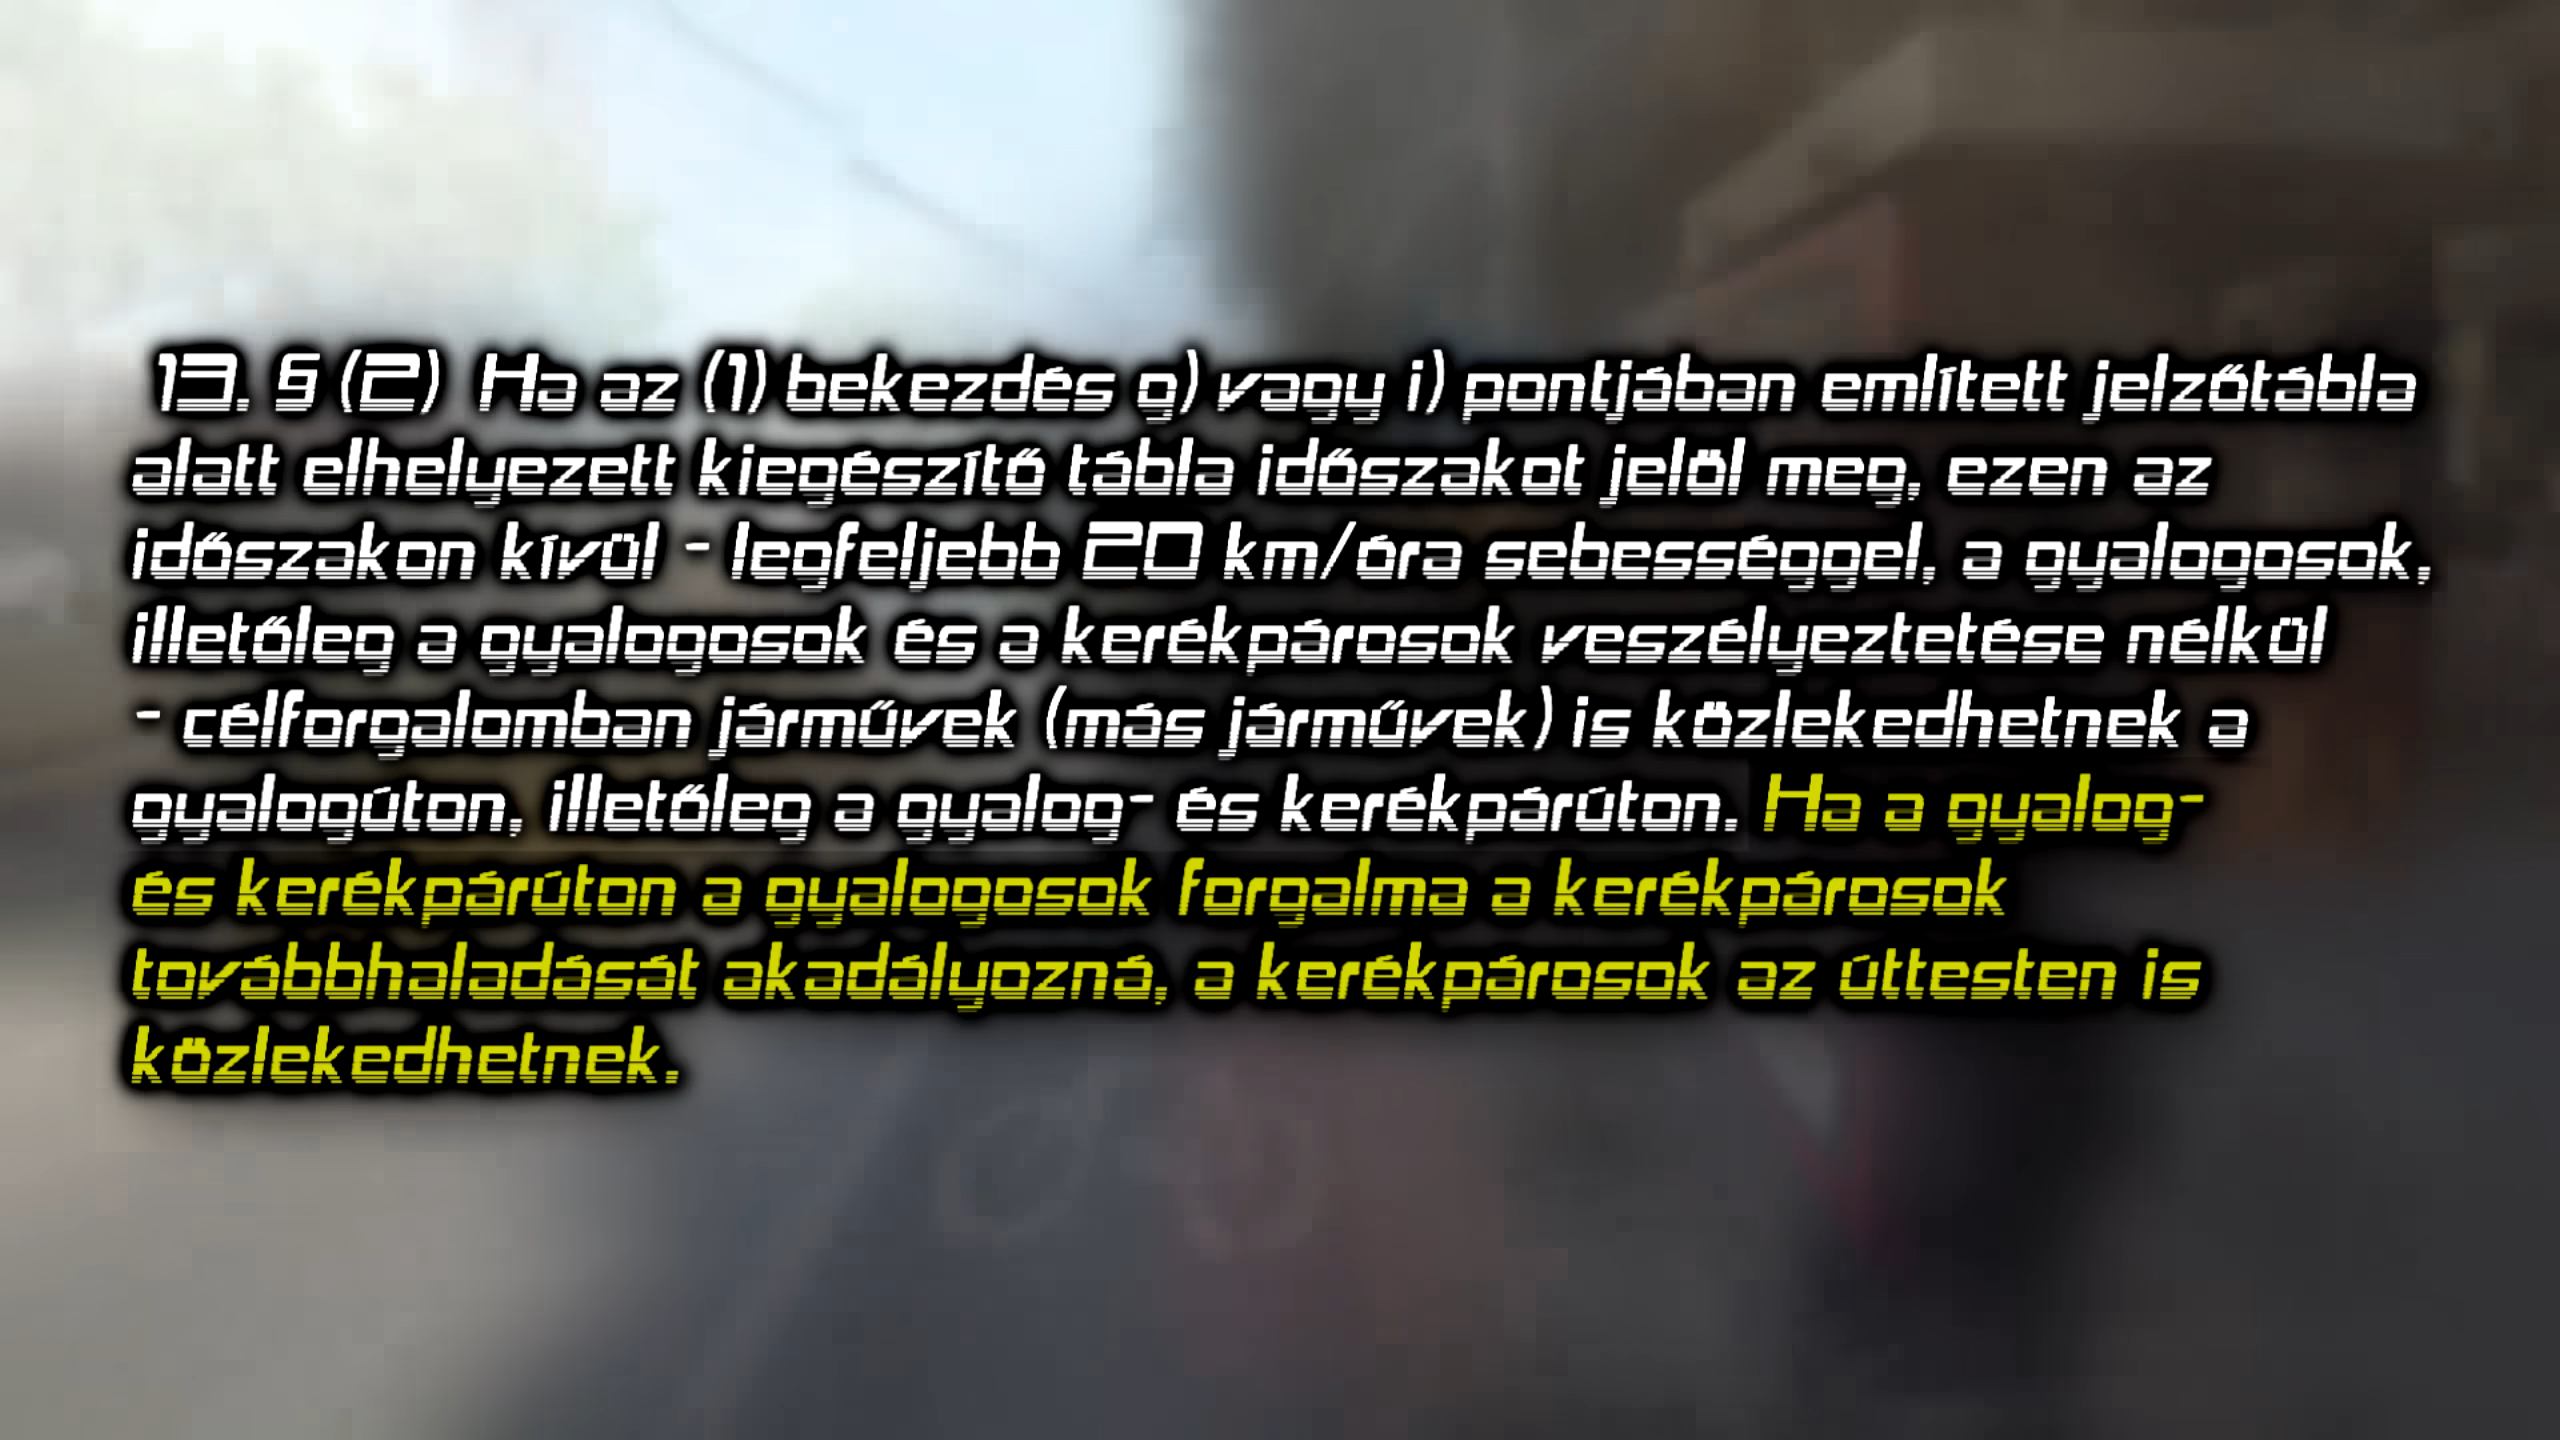 13. § (2) Ha az (1) bekezdés g) vagy i) pontjában említett jelzőtábla
alatt elhelyezett kiegészítő tábla időszakot jelöl meg, ezen az
időszakon kívül - legfeljebb 20 km/óra sebességgel, a gyalogosok,
illetőleg a gyalogosok és a kerékpárosok veszélyeztetése nélkül
- célforgalomban járművek (más járművek) is közlekedhetnek a
gyalogúton, illetőleg a gyalog- és kerékpárúton. Ha a gyalog-
és kerékpárúton a gyalogosok forgalma a kerékpárosok
továbbhaladását akadályozná, a kerékpárosok az úttesten is
közlekedhetnek.